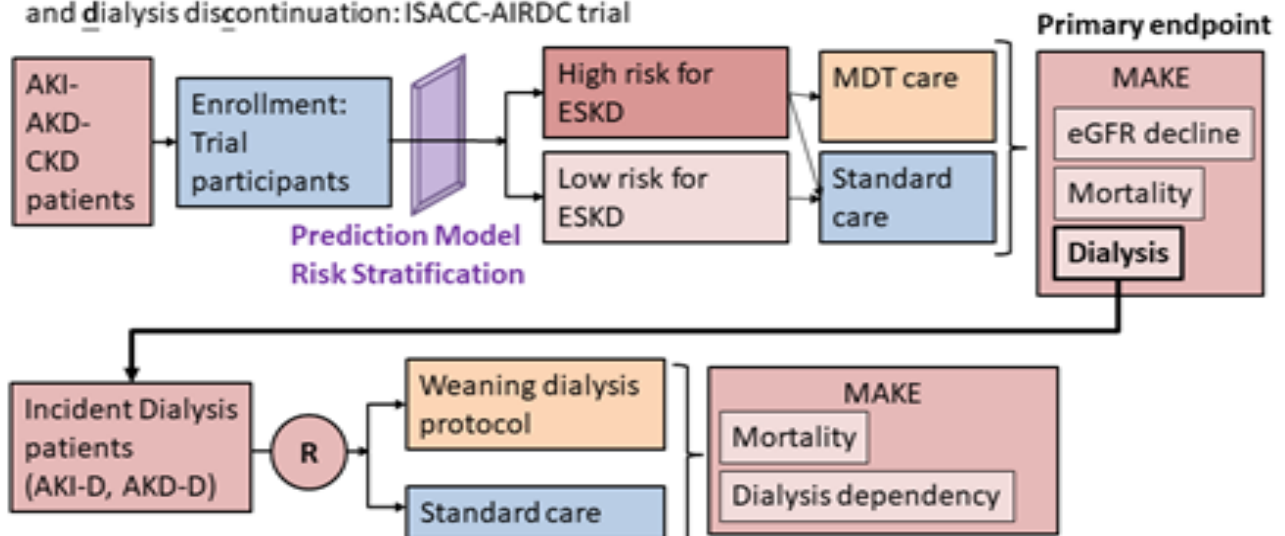 and dialysis discontinuation: ISACC-AIRDC trial
Primary endpoint
AKI-
AKD-
CKD
patients
Enrollment:
Trial
participants
Prediction Model
Risk Stratification
High risk for
ESKD
Low risk for
ESKD
MDT care
Standard
care
MAKE
eGFR decline
Mortality
Dialysis
Incident Dialysis
patients
(AKI-D, AKD-D)
R
Weaning dialysis
protocol
Standard care
MAKE
Mortality
Dialysis dependency